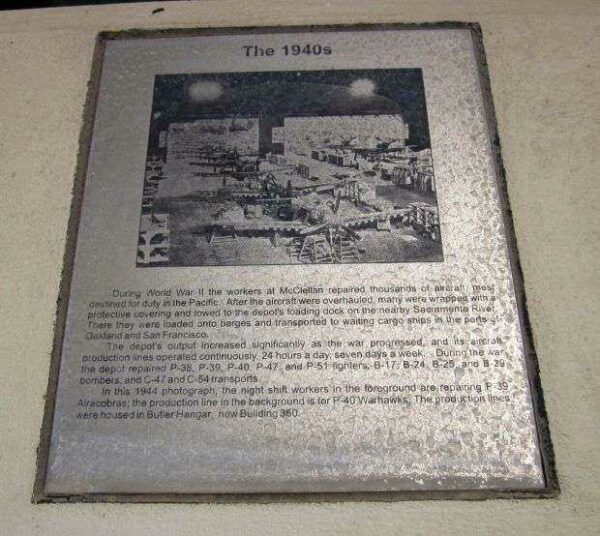 The 1940s
During World War II the workers at McClellan repaired thousands of aircraft, most
destined for duty in the Pacific. After the aircraft were overhauled, many were wrapped with a
protective covering and towed to the depot's loading dock on the nearby Sacramento River.
There they were loaded onto barges and transported to waiting cargo ships in the ports of
Oakland and San Francisco.
The depot's output increased significantly as the war progressed, and its aircraft
production lines operated continuously, 24 hours a day, seven days a week. During the war
the depot repaired P-38, P-39, P-40, P-47, and P-51 fighters, B-17, B-24, B-25, and B-29
bombers, and C-47 and C-54 transports.
In this 1944 photograph, the night shift workers in the foreground are repairing P-39
Airacobras; the production line in the background is for P-40 Warhawks. The production lines
were housed in Butler Hangar, now Building 360.